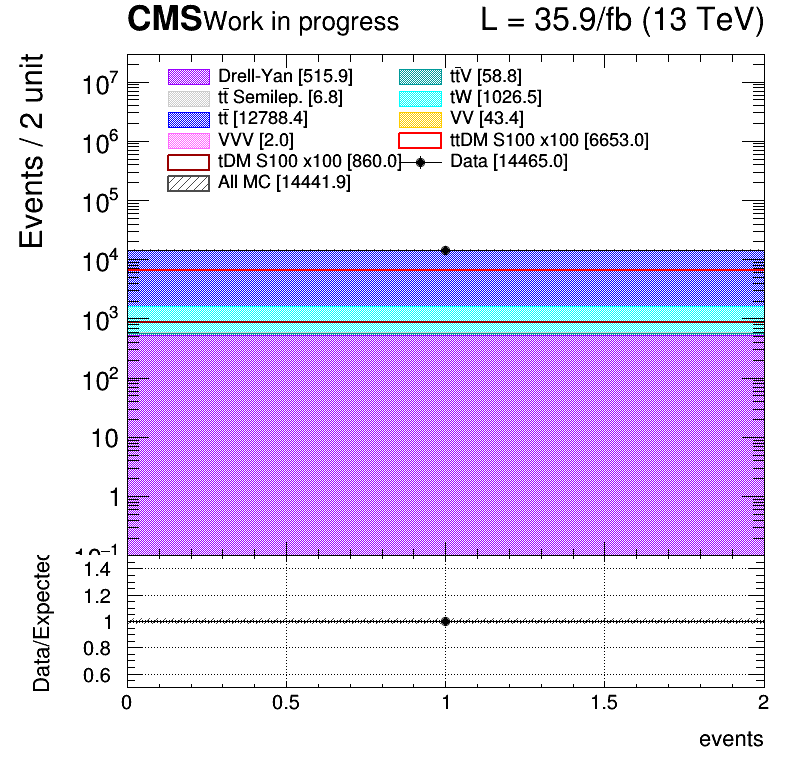 CMS Work in progress L = 35.9/fb (13 TeV)
Events / 2 unit
Drell-Yan [515.9] tt̄V [58.8]
tt̄ Semilep. [6.8] tW [1026.5]
tt̄ [12788.4] VV [43.4]
VVV [2.0] ttDM S100 x100 [6653.0]
tDM S100 x100 [860.0] Data [14465.0]
All MC [14441.9]
10⁷
10⁶
10⁵
10⁴
10³
10²
10
1
10⁻¹
Data/Expected
1.4
1.2
1
0.8
0.6
0 0.5 1 1.5 2
events